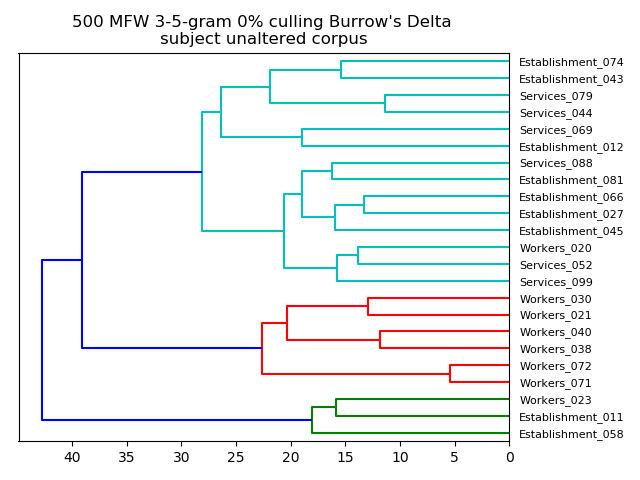 500 MFW 3-5-gram 0% culling Burrow's Delta
subject unaltered corpus
Establishment_074
Establishment_043
Services_079
Services_044
Services_069
Establishment_012
Services_088
Establishment_081
Establishment_066
Establishment_027
Establishment_045
Workers_020
Services_052
Services_099
Workers_030
Workers_021
Workers_040
Workers_038
Workers_072
Workers_071
Workers_023
Establishment_011
Establishment_058
40 35 30 25 20 15 10 5 0